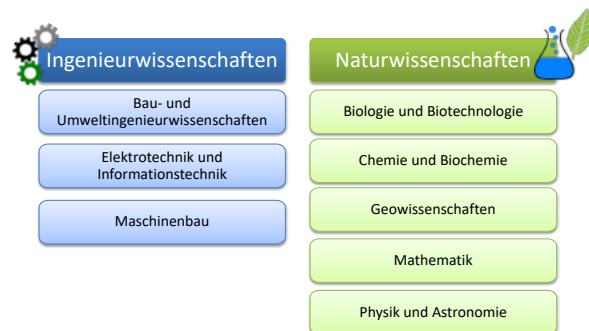 Ingenieurwissenschaften
Bau- und
Umweltingenieurwissenschaften
Elektrotechnik und
Informationstechnik
Maschinenbau
Naturwissenschaften
Biologie und Biotechnologie
Chemie und Biochemie
Geowissenschaften
Mathematik
Physik und Astronomie